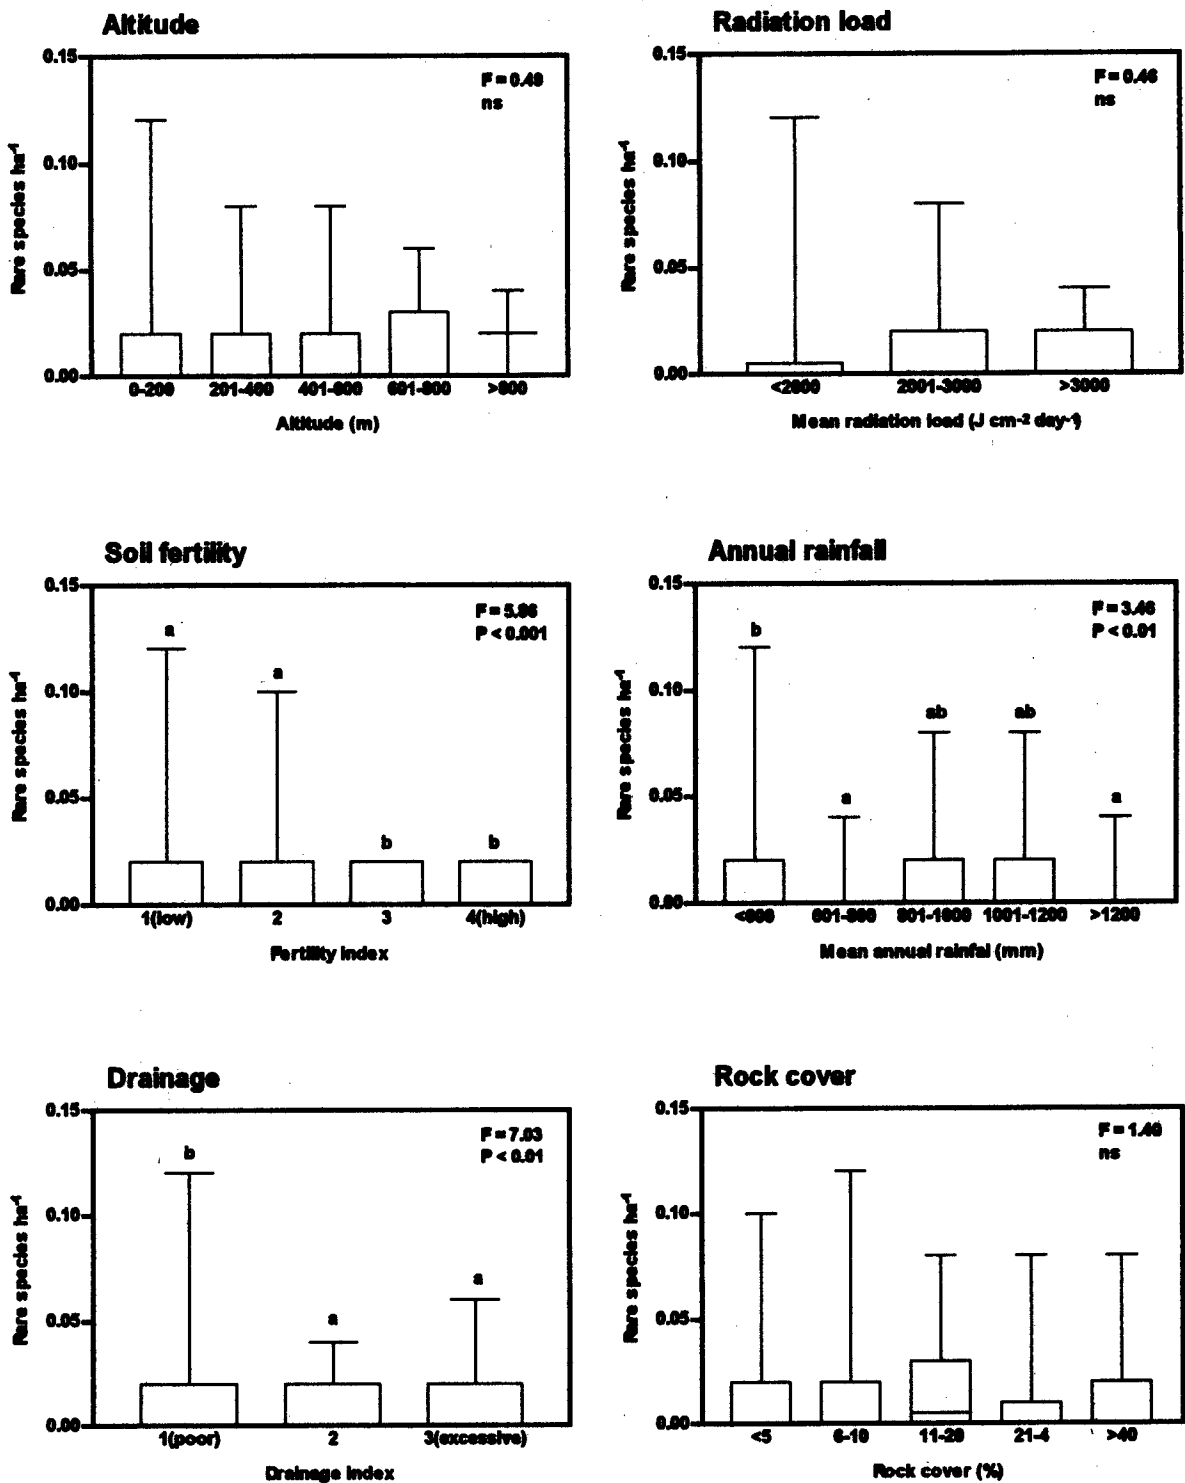 Altitude
0.15
F = 0.49
ns
0.10
0.05
0.00
Rare species ha-1
0-200 201-400 401-600 601-800 >800
Altitude (m)
Radiation load
0.15
F = 0.46
ns
0.10
0.05
0.00
Rare species ha-1
<2000 2001-3000 >3000
Mean radiation load (J cm-2 day-1)
Soil fertility
0.15
F = 5.86
P < 0.001
a
a
0.10
0.05
b b
0.00
Rare species ha-1
1(low) 2 3 4(high)
Fertility index
Annual rainfall
0.15
F = 3.46
P < 0.01
b
0.10
ab ab
0.05
a a
0.00
Rare species ha-1
<600 601-800 801-1000 1001-1200 >1200
Mean annual rainfal (mm)
Drainage
0.15
F = 7.03
P < 0.01
b
0.10
a
0.05
a
0.00
Rare species ha-1
1(poor) 2 3(excessive)
Drainage index
Rock cover
0.15
F = 1.40
ns
0.10
0.05
0.00
Rare species ha-1
<5 6-10 11-20 21-4 >40
Rock cover (%)